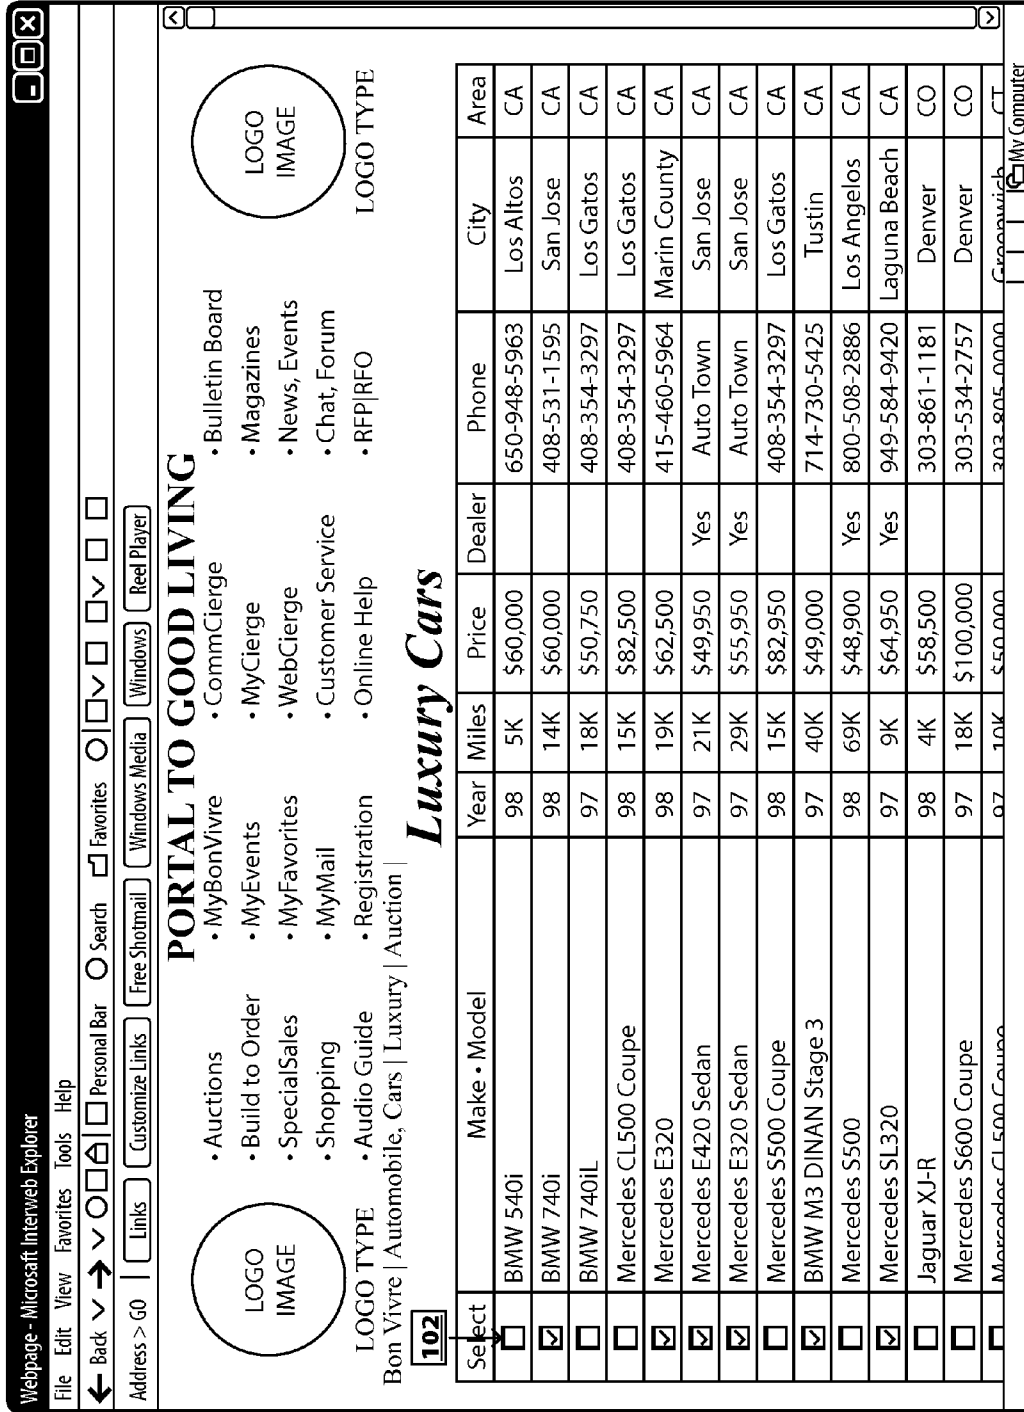 Webpage - Microsaft Interweb Explorer
File Edit View Favorites Tools Help
Back Personal Bar Search Favorites
Address > GO Links Customize Links Free Shotmail Windows Media Windows Reel Player
PORTAL TO GOOD LIVING
LOGO IMAGE
LOGO TYPE
• Auctions • MyBonVivre • CommCierge • Bulletin Board
• Build to Order • MyEvents • MyCierge • Magazines
• SpecialSales • MyFavorites • WebCierge • News, Events
• Shopping • MyMail • Customer Service • Chat, Forum
• Audio Guide • Registration • Online Help • RFP|RFO
LOGO IMAGE
LOGO TYPE
Bon Vivre | Automobile, Cars | Luxury | Auction |
102
Luxury Cars
Select Make • Model Year Miles Price Dealer Phone City Area
BMW 540i 98 5K $60,000 650-948-5963 Los Altos CA
BMW 740i 98 14K $60,000 408-531-1595 San Jose CA
BMW 740iL 97 18K $50,750 408-354-3297 Los Gatos CA
Mercedes CL500 Coupe 98 15K $82,500 408-354-3297 Los Gatos CA
Mercedes E320 98 19K $62,500 415-460-5964 Marin County CA
Mercedes E420 Sedan 97 21K $49,950 Yes Auto Town San Jose CA
Mercedes E320 Sedan 97 29K $55,950 Yes Auto Town San Jose CA
Mercedes S500 Coupe 98 15K $82,950 408-354-3297 Los Gatos CA
BMW M3 DINAN Stage 3 97 40K $49,000 714-730-5425 Tustin CA
Mercedes S500 98 69K $48,900 Yes 800-508-2886 Los Angelos CA
Mercedes SL320 97 9K $64,950 Yes 949-584-9420 Laguna Beach CA
Jaguar XJ-R 98 4K $58,500 303-861-1181 Denver CO
Mercedes S600 Coupe 97 18K $100,000 303-534-2757 Denver CO
Mercedes CL500 Coupe 97 10K $50,000 303-805-0000 Greenwich CT
My Computer